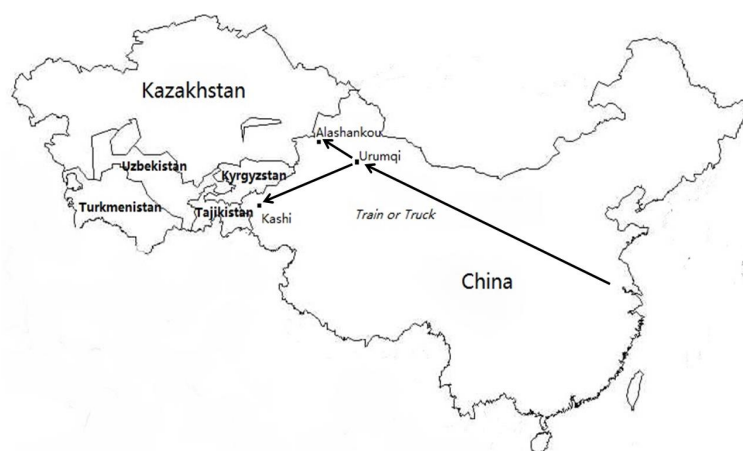 Kazakhstan
Alashankou
Urumqi
Uzbekistan
Kyrgyzstan
Turkmenistan
Tajikistan
Kashi
Train or Truck
China